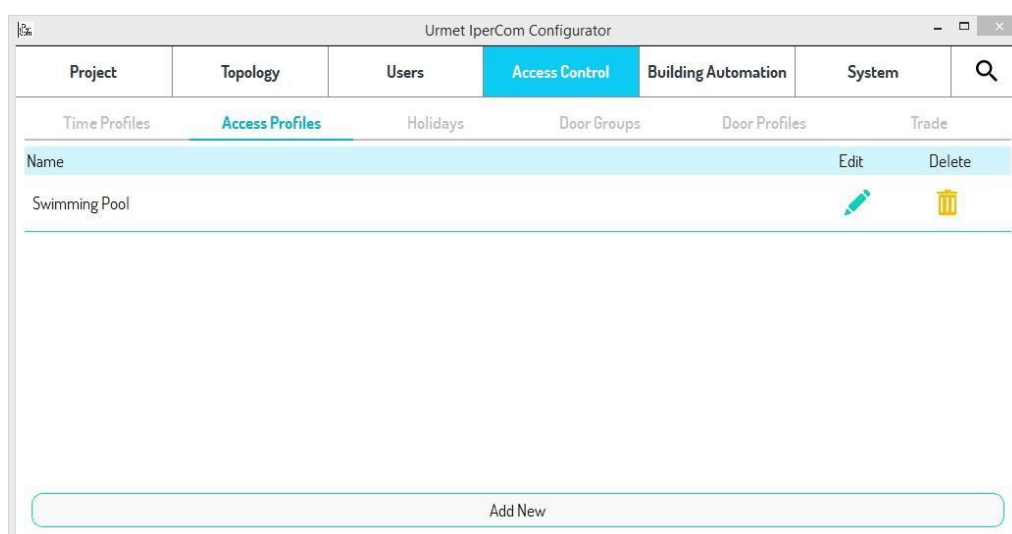 Urmet IperCom Configurator
Project Topology Users Access Control Building Automation System
Time Profiles Access Profiles Holidays Door Groups Door Profiles Trade
Name Edit Delete
Swimming Pool
Add New